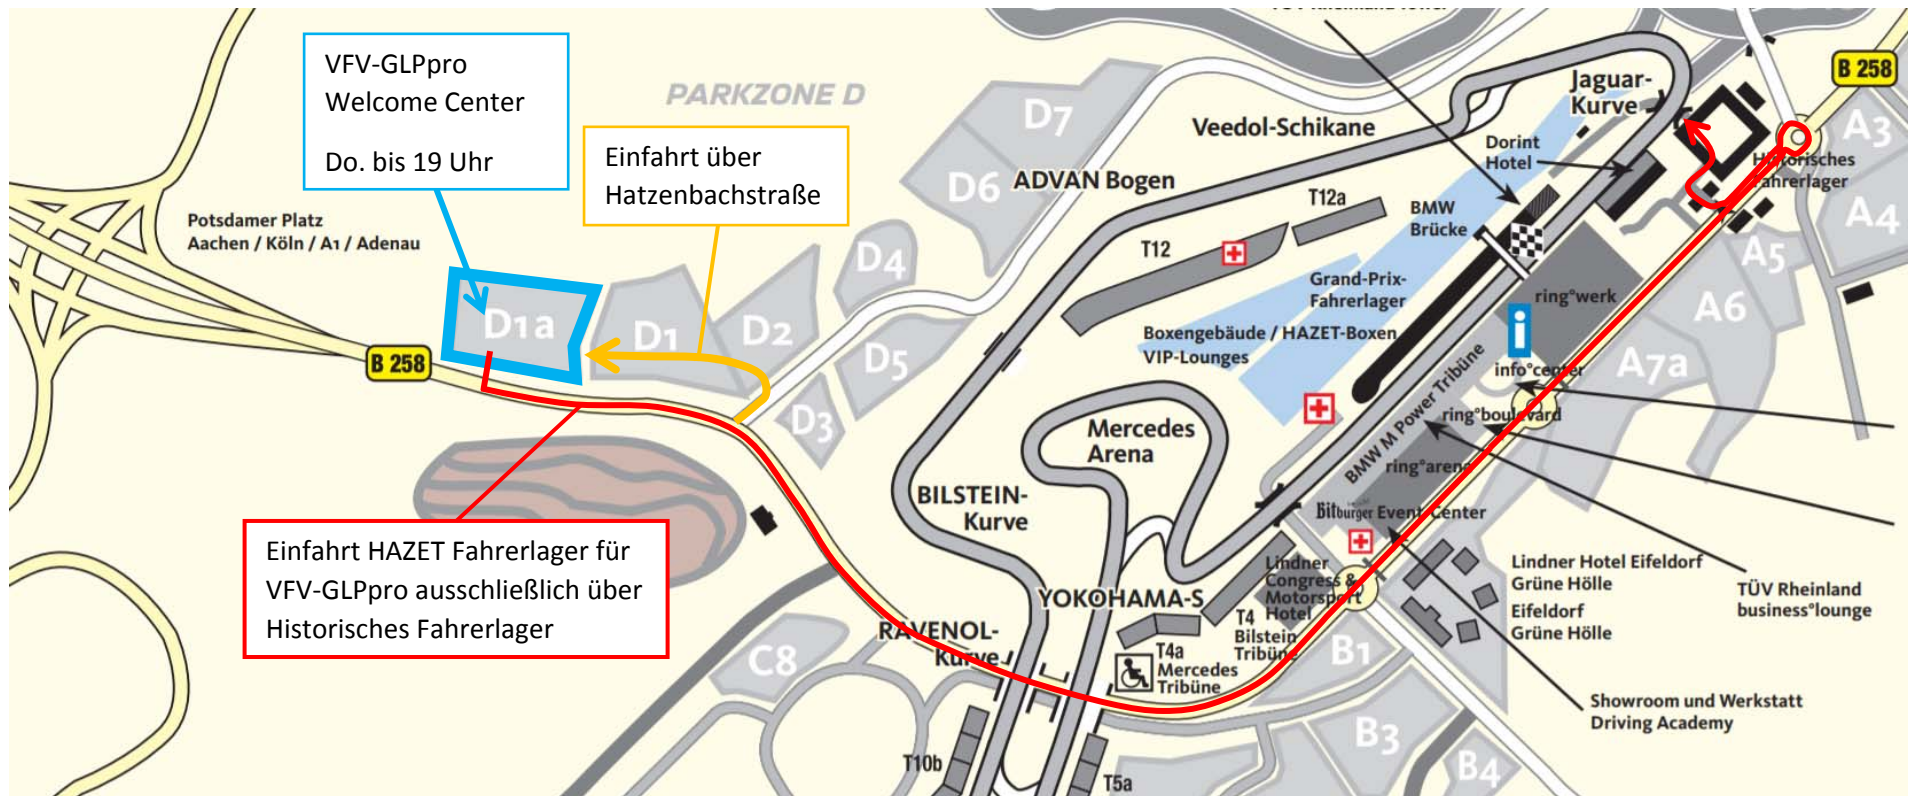 VFV-GLPpro
Welcome Center
Do. bis 19 Uhr
PARKZONE D
Einfahrt über
Hatzenbachstraße
Potsdamer Platz
Aachen / Köln / A1 / Adenau
B 258
D1a
D1
D2
D3
D4
D5
D6
D7
ADVAN Bogen
Veedol-Schikane
Jaguar-
Kurve
B 258
Dorint
Hotel
Historisches
Fahrerlager
A3
A4
A5
A6
A7a
T12a
T12
BMW
Brücke
Grand-Prix-
Fahrerlager
Boxengebäude / HAZET-Boxen
VIP-Lounges
ring°werk
i
info°center
ring°boulevard
BMW M Power Tribüne
ring°arena
Bitburger Event-Center
Mercedes
Arena
BILSTEIN-
Kurve
Einfahrt HAZET Fahrerlager für
VFV-GLPpro ausschließlich über
Historisches Fahrerlager
YOKOHAMA-S
RAVENOL-
Kurve
Lindner
Congress &
Motorsport
Hotel
T4
Bilstein
Tribüne
T4a
Mercedes
Tribüne
Lindner Hotel Eifeldorf
Grüne Hölle
Eifeldorf
Grüne Hölle
TÜV Rheinland
business°lounge
Showroom und Werkstatt
Driving Academy
C8
B1
B3
B4
T10b
T5a